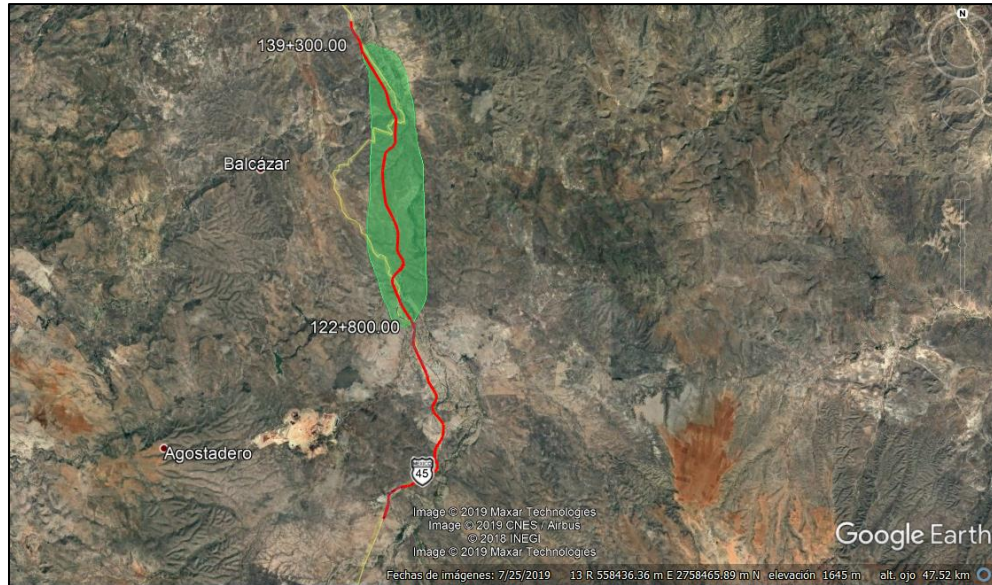 N
139+300.00
Balcázar
122+800.00
Agostadero
MEXICO
45
Image © 2019 Maxar Technologies
Image © 2019 CNES / Airbus
© 2018 INEGI
Image © 2019 Maxar Technologies
Google Earth
Fechas de imágenes: 7/25/2019 13 R 558436.36 m E 2758465.89 m N elevación 1645 m alt. ojo 47.52 km